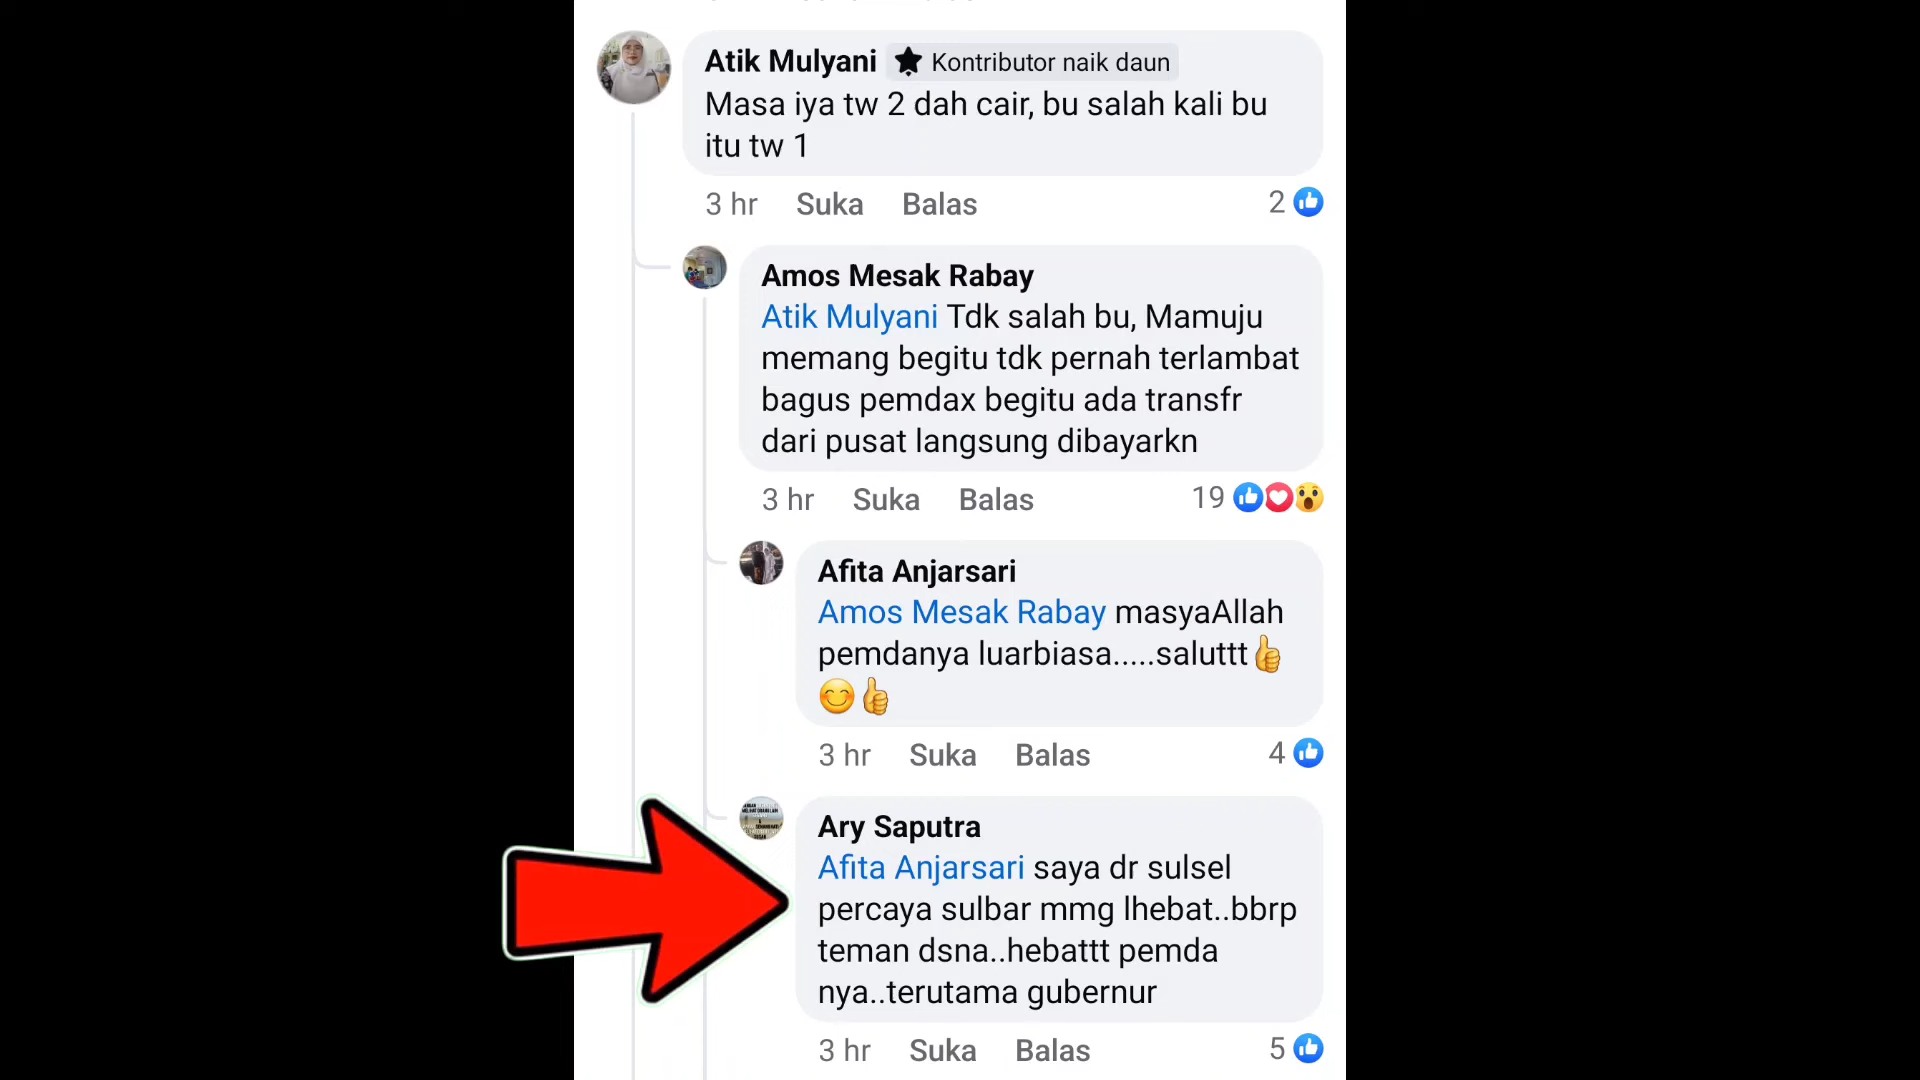 Atik Mulyani Kontributor naik daun
Masa iya tw 2 dah cair, bu salah kali bu
itu tw 1
3 hr Suka Balas 2
Amos Mesak Rabay
Atik Mulyani Tdk salah bu, Mamuju
memang begitu tdk pernah terlambat
bagus pemdax begitu ada transfr
dari pusat langsung dibayarkn
3 hr Suka Balas 19
Afita Anjarsari
Amos Mesak Rabay masyaAllah
pemdanya luarbiasa.....saluttt👍
😊👍
3 hr Suka Balas 4
Ary Saputra
Afita Anjarsari saya dr sulsel
percaya sulbar mmg lhebat..bbrp
teman dsna..hebattt pemda
nya..terutama gubernur
3 hr Suka Balas 5